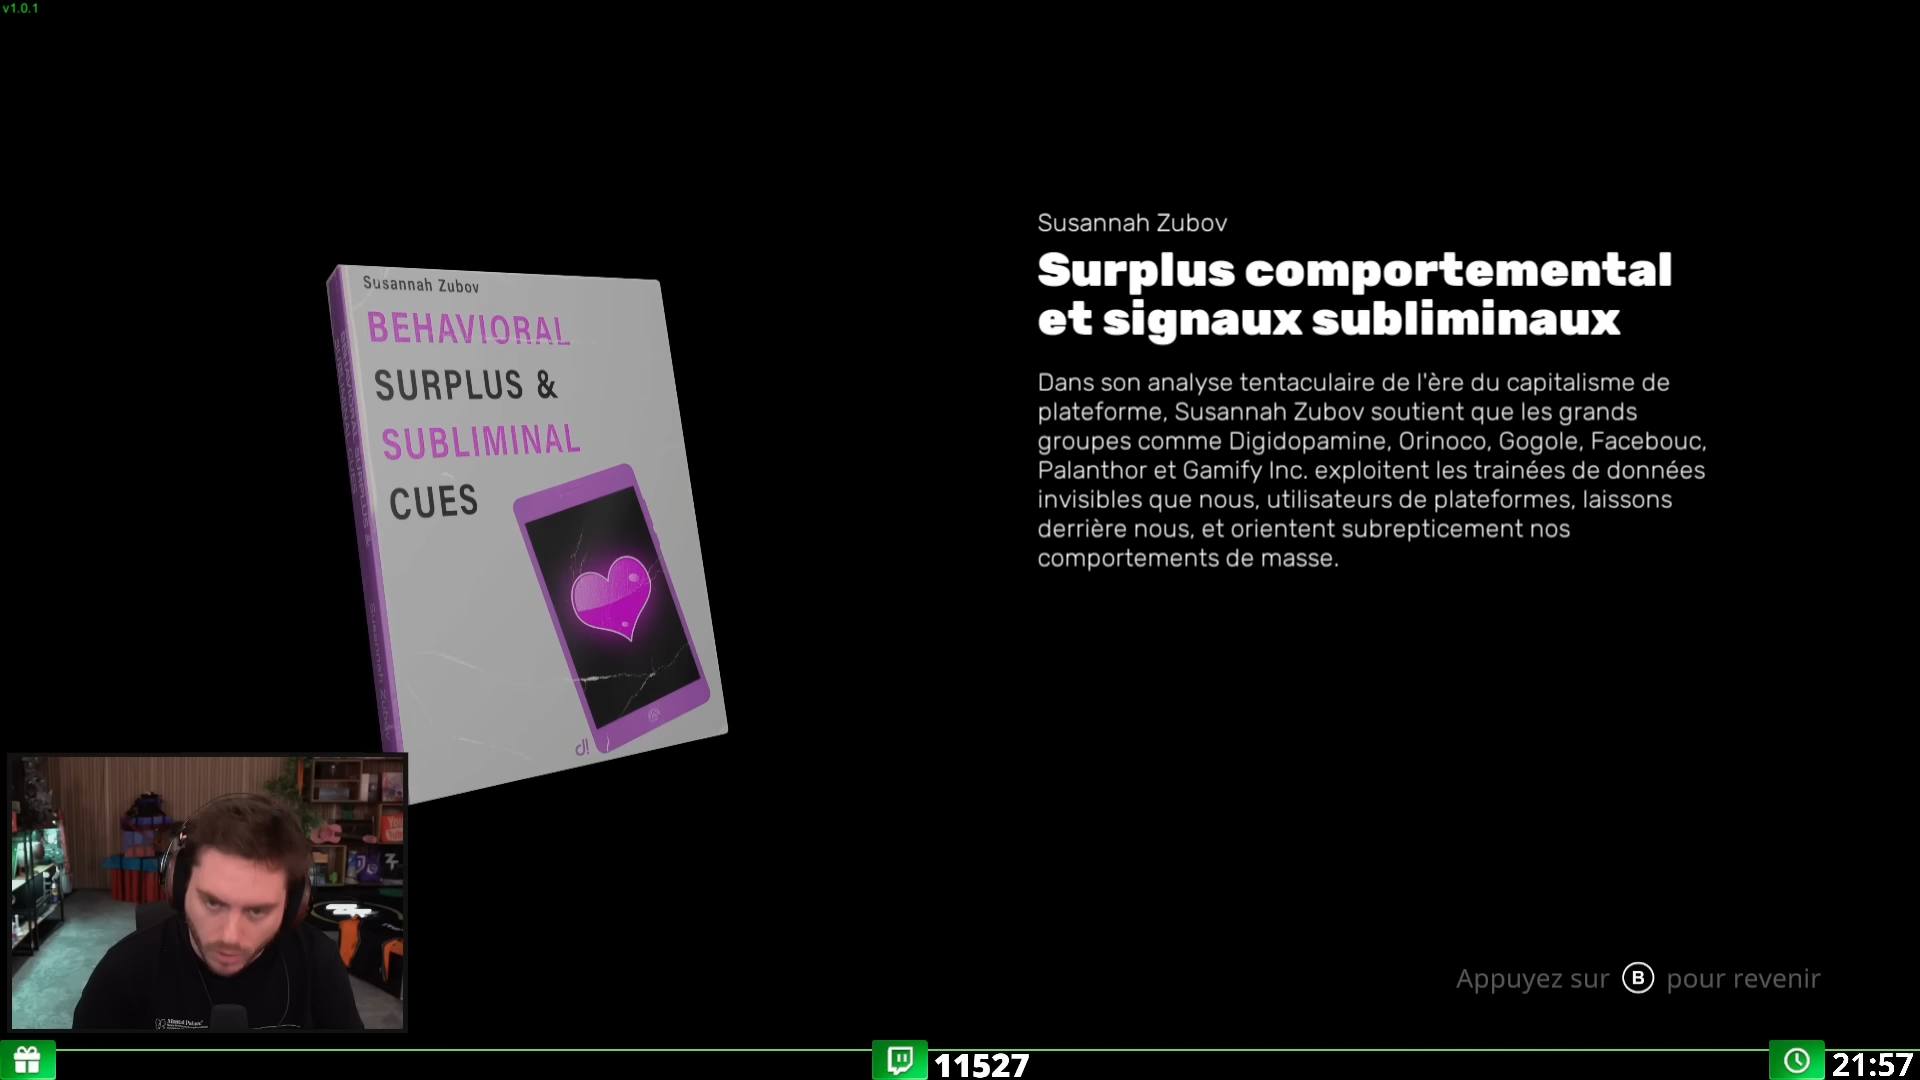 v1.0.1
Susannah Zubov
BEHAVIORAL
SURPLUS &
SUBLIMINAL
CUES
d!
Susannah Zubov
Surplus comportemental
et signaux subliminaux
Dans son analyse tentaculaire de l'ère du capitalisme de
plateforme, Susannah Zubov soutient que les grands
groupes comme Digidopamine, Orinoco, Gogole, Facebouc,
Palanthor et Gamify Inc. exploitent les trainées de données
invisibles que nous, utilisateurs de plateformes, laissons
derrière nous, et orientent subrepticement nos
comportements de masse.
Appuyez sur B pour revenir
11527
21:57